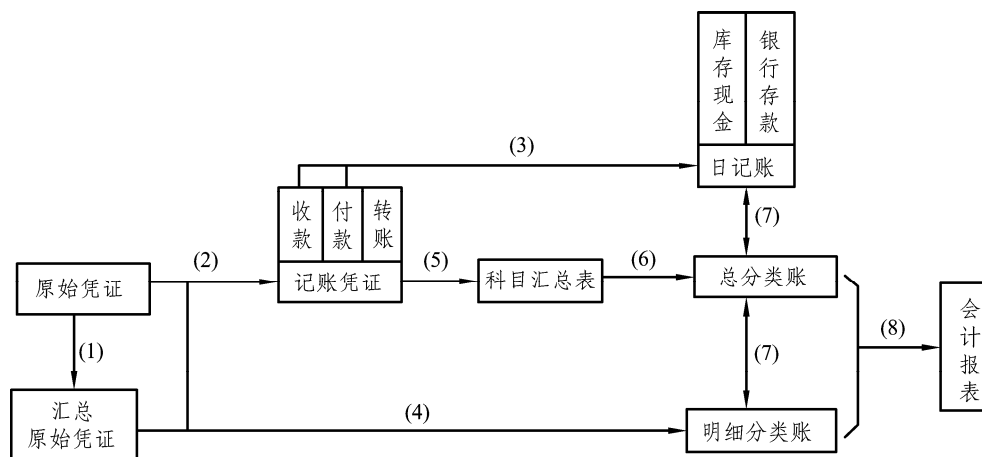 库存现金
银行存款
日记账
(3)
收款
付款
转账
(7)
原始凭证
(2)
记账凭证
(5)
科目汇总表
(6)
总分类账
(1)
(7)
(8)
会计报表
汇总
原始凭证
(4)
明细分类账